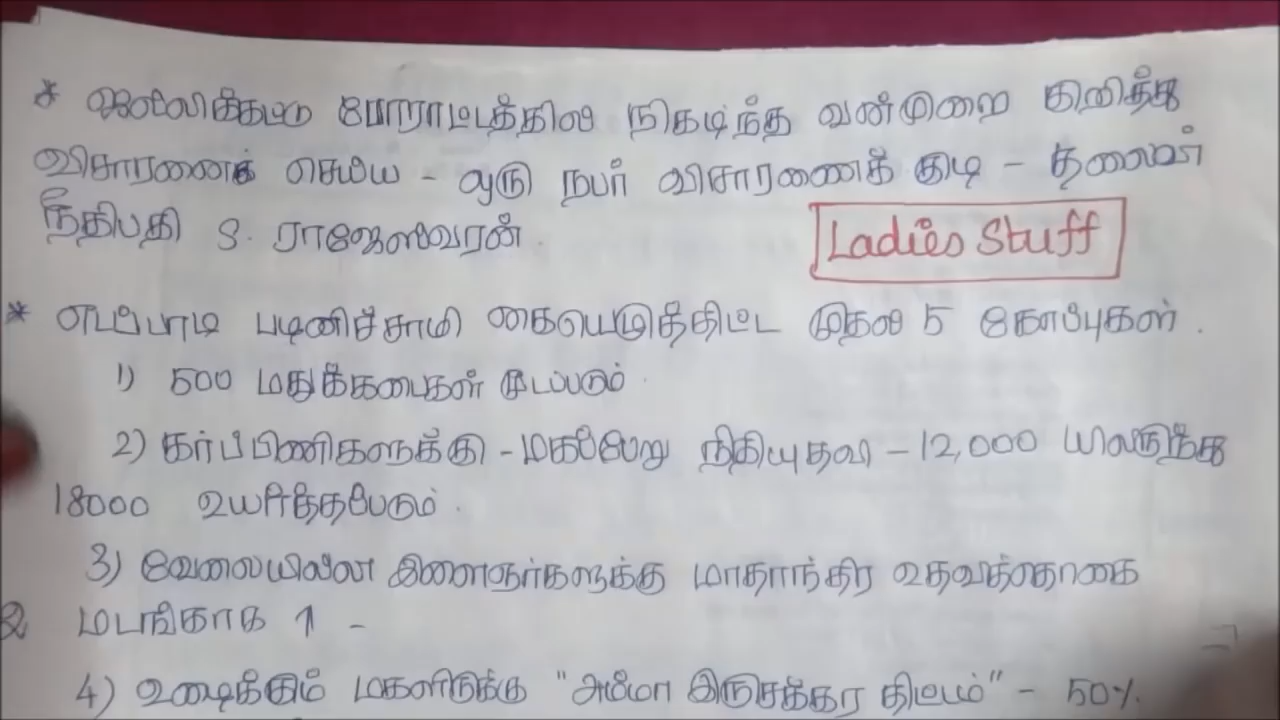 * ஜல்லிக்கட்டு போராட்டத்தில் நிகழ்ந்த வன்முறை குறித்து
விசாரணைக் செய்ய - ஒரு நபர் விசாரணைக் குழு - தலைவர்
நீதிபதி S. ராஜேஸ்வரன்.
Ladies Stuff
* எடப்பாடி பழனிச்சாமி கையெழுத்திட்ட முதல் 5 கோப்புகள்.
1) 500 மதுக்கடைகள் மூடப்படும்.
2) கர்ப்பிணிகளுக்கு - மகப்பேறு நிதியுதவி - 12,000 யிலிருந்து
18000 உயர்த்தப்படும்.
3) வேலையில்லா இளைஞர்களுக்கு மாதாந்திர உதவித்தொகை
2 மடங்காக ↑ -
4) உழைக்கும் மகளிருக்கு "அம்மா இருசக்கர திட்டம்" - 50%.